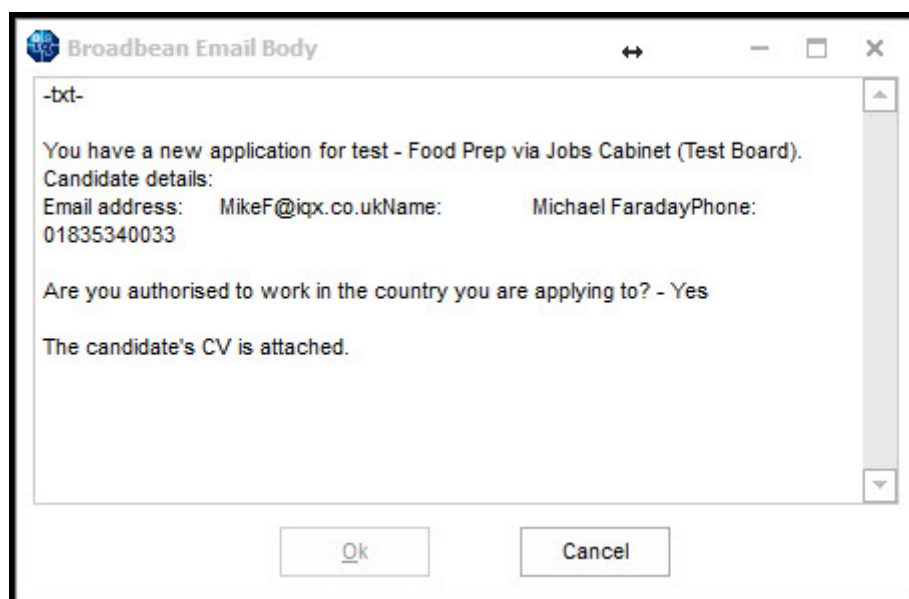 Broadbean Email Body
-txt-
You have a new application for test - Food Prep via Jobs Cabinet (Test Board).
Candidate details:
Email address: MikeF@iqx.co.ukName: Michael FaradayPhone:
01835340033
Are you authorised to work in the country you are applying to? - Yes
The candidate's CV is attached.
Ok Cancel